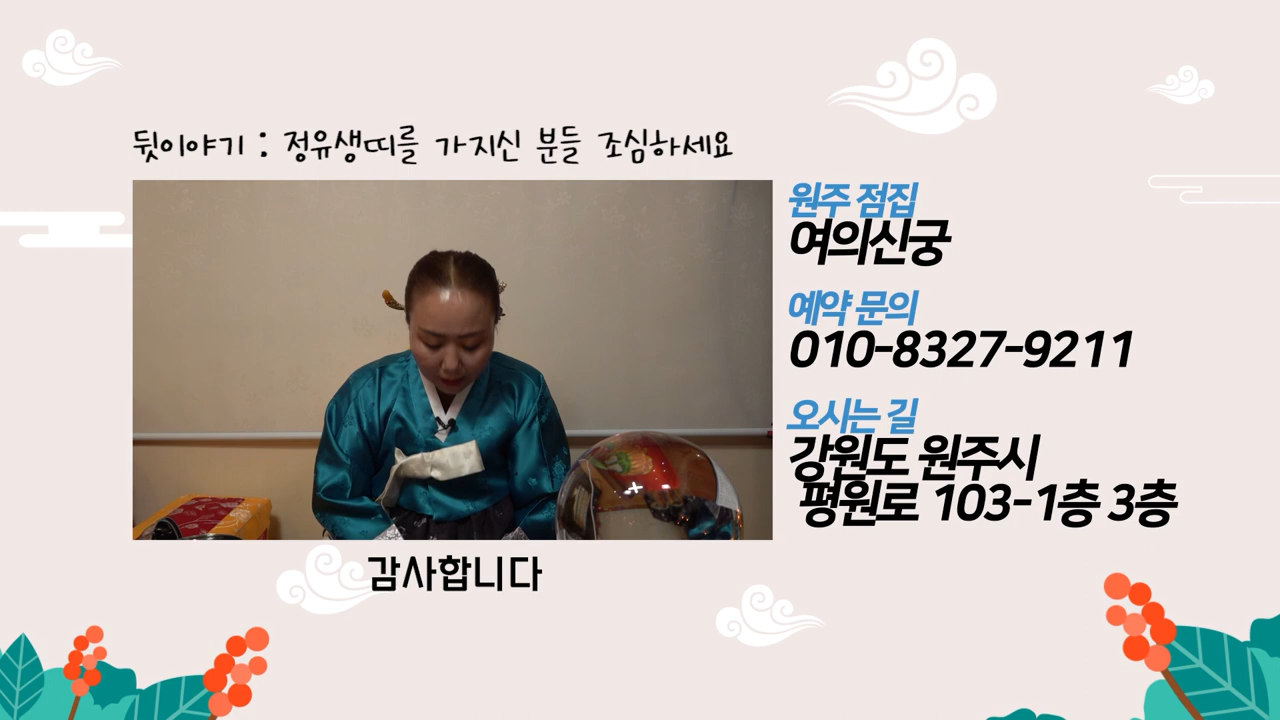 뒷이야기 : 정유생띠를 가지신 분들 조심하세요
원주 점집
여의신궁
예약 문의
010-8327-9211
오시는 길
강원도 원주시
평원로 103-1층 3층
감사합니다